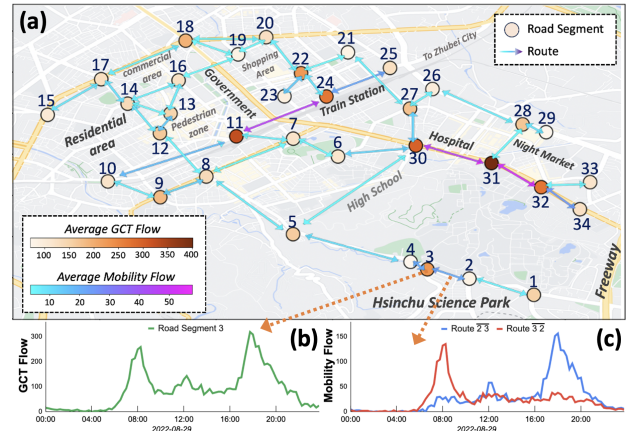 (a)
Road Segment
Route
18
20
19
21
To Zhubei City
25
commercial
area
Shopping
Area
22
17
16
Government
23
24
Train Station
26
15
14
13
27
28
29
Residential
area
Pedestrian
zone
12
11
7
6
30
Hospital
Night Market
10
8
9
31
33
High School
32
34
Average GCT Flow
100 150 200 250 300 350 400
Average Mobility Flow
10 20 30 40 50
5
4
3
2
1
Hsinchu Science Park
Freeway
(b)
Road Segment 3
GCT Flow
300
200
100
0
00:00 04:00 08:00 12:00 16:00 20:00
2022-08-29
(c)
Route 2 3 Route 3 2
Mobility Flow
150
100
50
0
00:00 04:00 08:00 12:00 16:00 20:00
2022-08-29